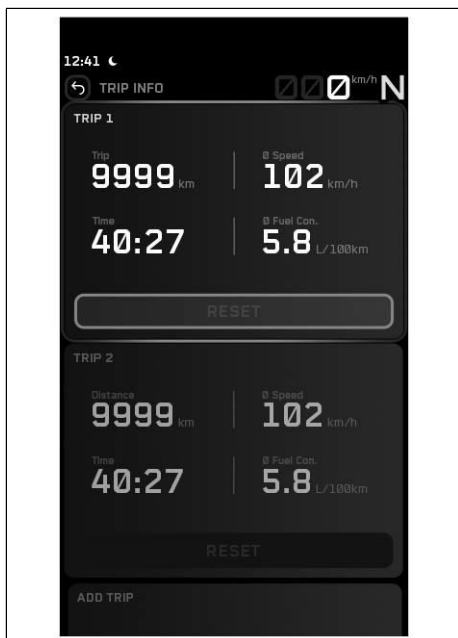 12:41
TRIP INFO
000 km/h N
TRIP 1
Trip
9999 km
Ø Speed
102 km/h
Time
40:27
Ø Fuel Con.
5.8 L/100km
RESET
TRIP 2
Distance
9999 km
Ø Speed
102 km/h
Time
40:27
Ø Fuel Con.
5.8 L/100km
RESET
ADD TRIP